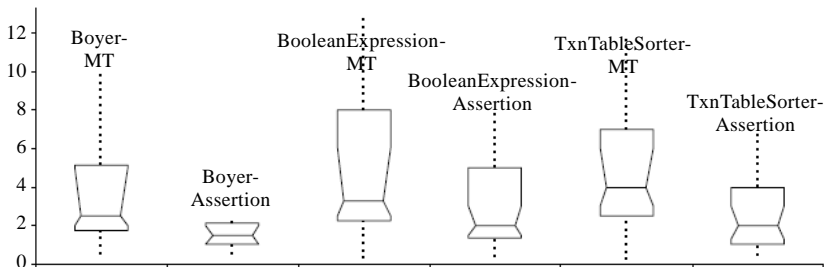 12
10
8
6
4
2
0
Boyer-
MT
Boyer-
Assertion
BooleanExpression-
MT
BooleanExpression-
Assertion
TxnTableSorter-
MT
TxnTableSorter-
Assertion